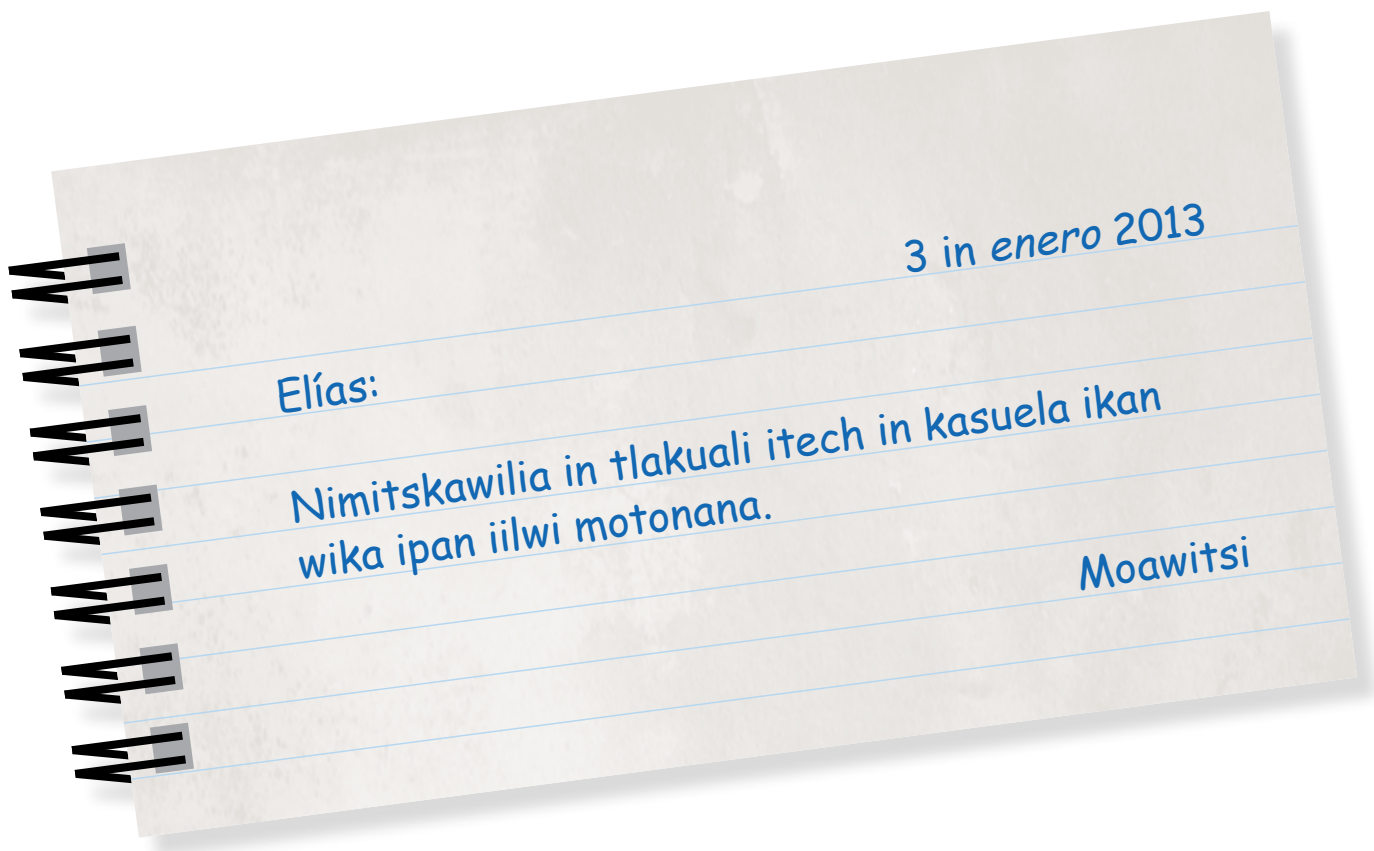 3 in enero 2013
Elías:
Nimitskawilia in tlakuali itech in kasuela ikan
wika ipan iilwi motonana.
Moawitsi